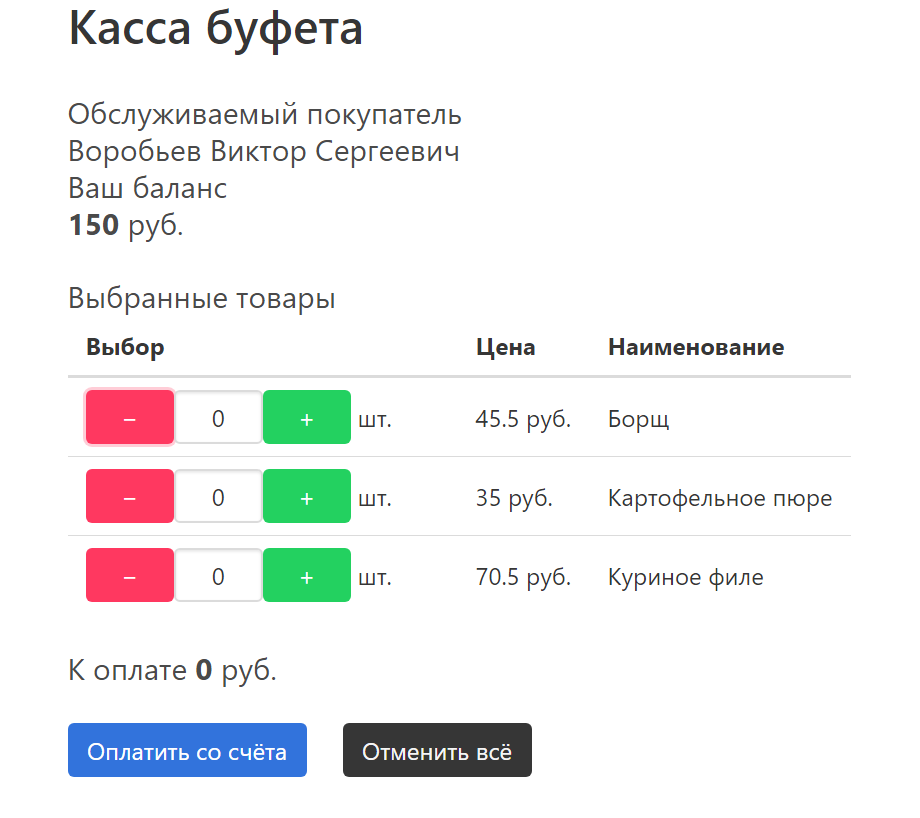 Касса буфета
Обслуживаемый покупатель
Воробьев Виктор Сергеевич
Ваш баланс
150 руб.
Выбранные товары
Выбор Цена Наименование
– 0 + шт. 45.5 руб. Борщ
– 0 + шт. 35 руб. Картофельное пюре
– 0 + шт. 70.5 руб. Куриное филе
К оплате 0 руб.
Оплатить со счёта Отменить всё